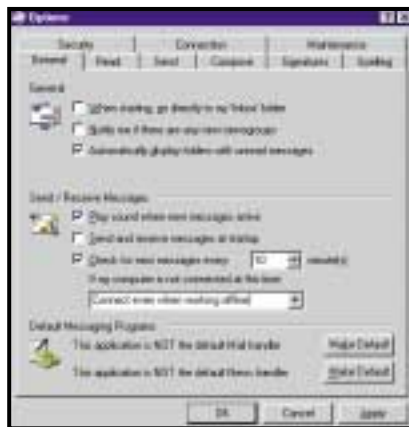 Options
Security Connection Maintenance
General Read Send Compose Signatures Spelling
General
When starting, go directly to my 'Inbox' folder
Notify me if there are any new newsgroups
Automatically display folders with unread messages
Send / Receive Messages
Play sound when new messages arrive
Send and receive messages at startup
Check for new messages every 10 minute(s)
If my computer is not connected at this time:
Connect even when working offline
Default Messaging Programs
This application is NOT the default Mail handler Make Default
This application is NOT the default News handler Make Default
OK Cancel Apply